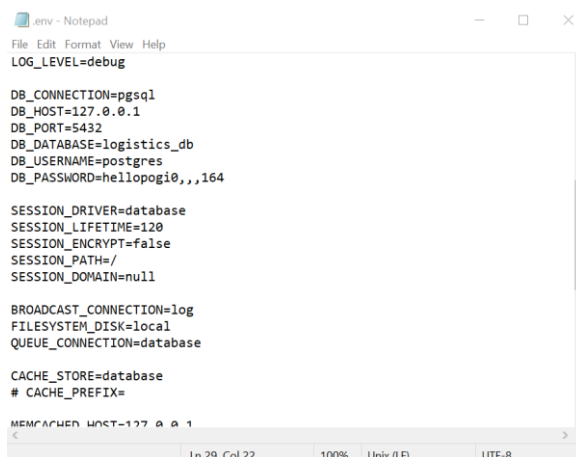 .env - Notepad
File Edit Format View Help
LOG_LEVEL=debug
DB_CONNECTION=pgsql
DB_HOST=127.0.0.1
DB_PORT=5432
DB_DATABASE=logistics_db
DB_USERNAME=postgres
DB_PASSWORD=hellopogi0,,,164
SESSION_DRIVER=database
SESSION_LIFETIME=120
SESSION_ENCRYPT=false
SESSION_PATH=/
SESSION_DOMAIN=null
BROADCAST_CONNECTION=log
FILESYSTEM_DISK=local
QUEUE_CONNECTION=database
CACHE_STORE=database
# CACHE_PREFIX=
MEMCACHED_HOST=127.0.0.1
Ln 29, Col 22 100% Unix (LF) UTF-8